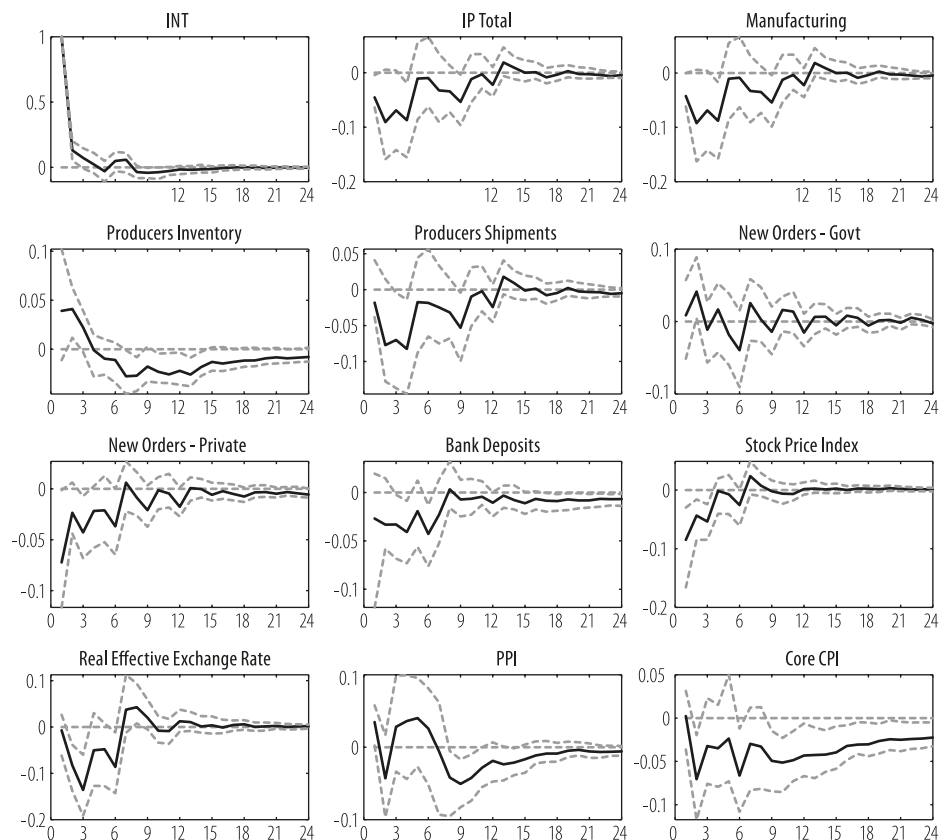 INT
IP Total
Manufacturing
1
0.5
0
12 15 18 21 24
0
−0.1
−0.2
12 15 18 21 24
0
−0.1
−0.2
12 15 18 21 24
Producers Inventory
Producers Shipments
New Orders - Govt
0.1
0.05
0
0 3 6 9 12 15 18 21 24
0.05
0
−0.05
−0.1
0 3 6 9 12 15 18 21 24
0.1
0
−0.1
0 3 6 9 12 15 18 21 24
New Orders - Private
Bank Deposits
Stock Price Index
0
−0.05
−0.1
0 3 6 9 12 15 18 21 24
0
−0.05
−0.1
0 3 6 9 12 15 18 21 24
0
−0.1
−0.2
0 3 6 9 12 15 18 21 24
Real Effective Exchange Rate
PPI
Core CPI
0.1
0
−0.1
−0.2
0 3 6 9 12 15 18 21 24
0.1
0
−0.1
0 3 6 9 12 15 18 21 24
0.05
0
−0.05
−0.1
0 3 6 9 12 15 18 21 24